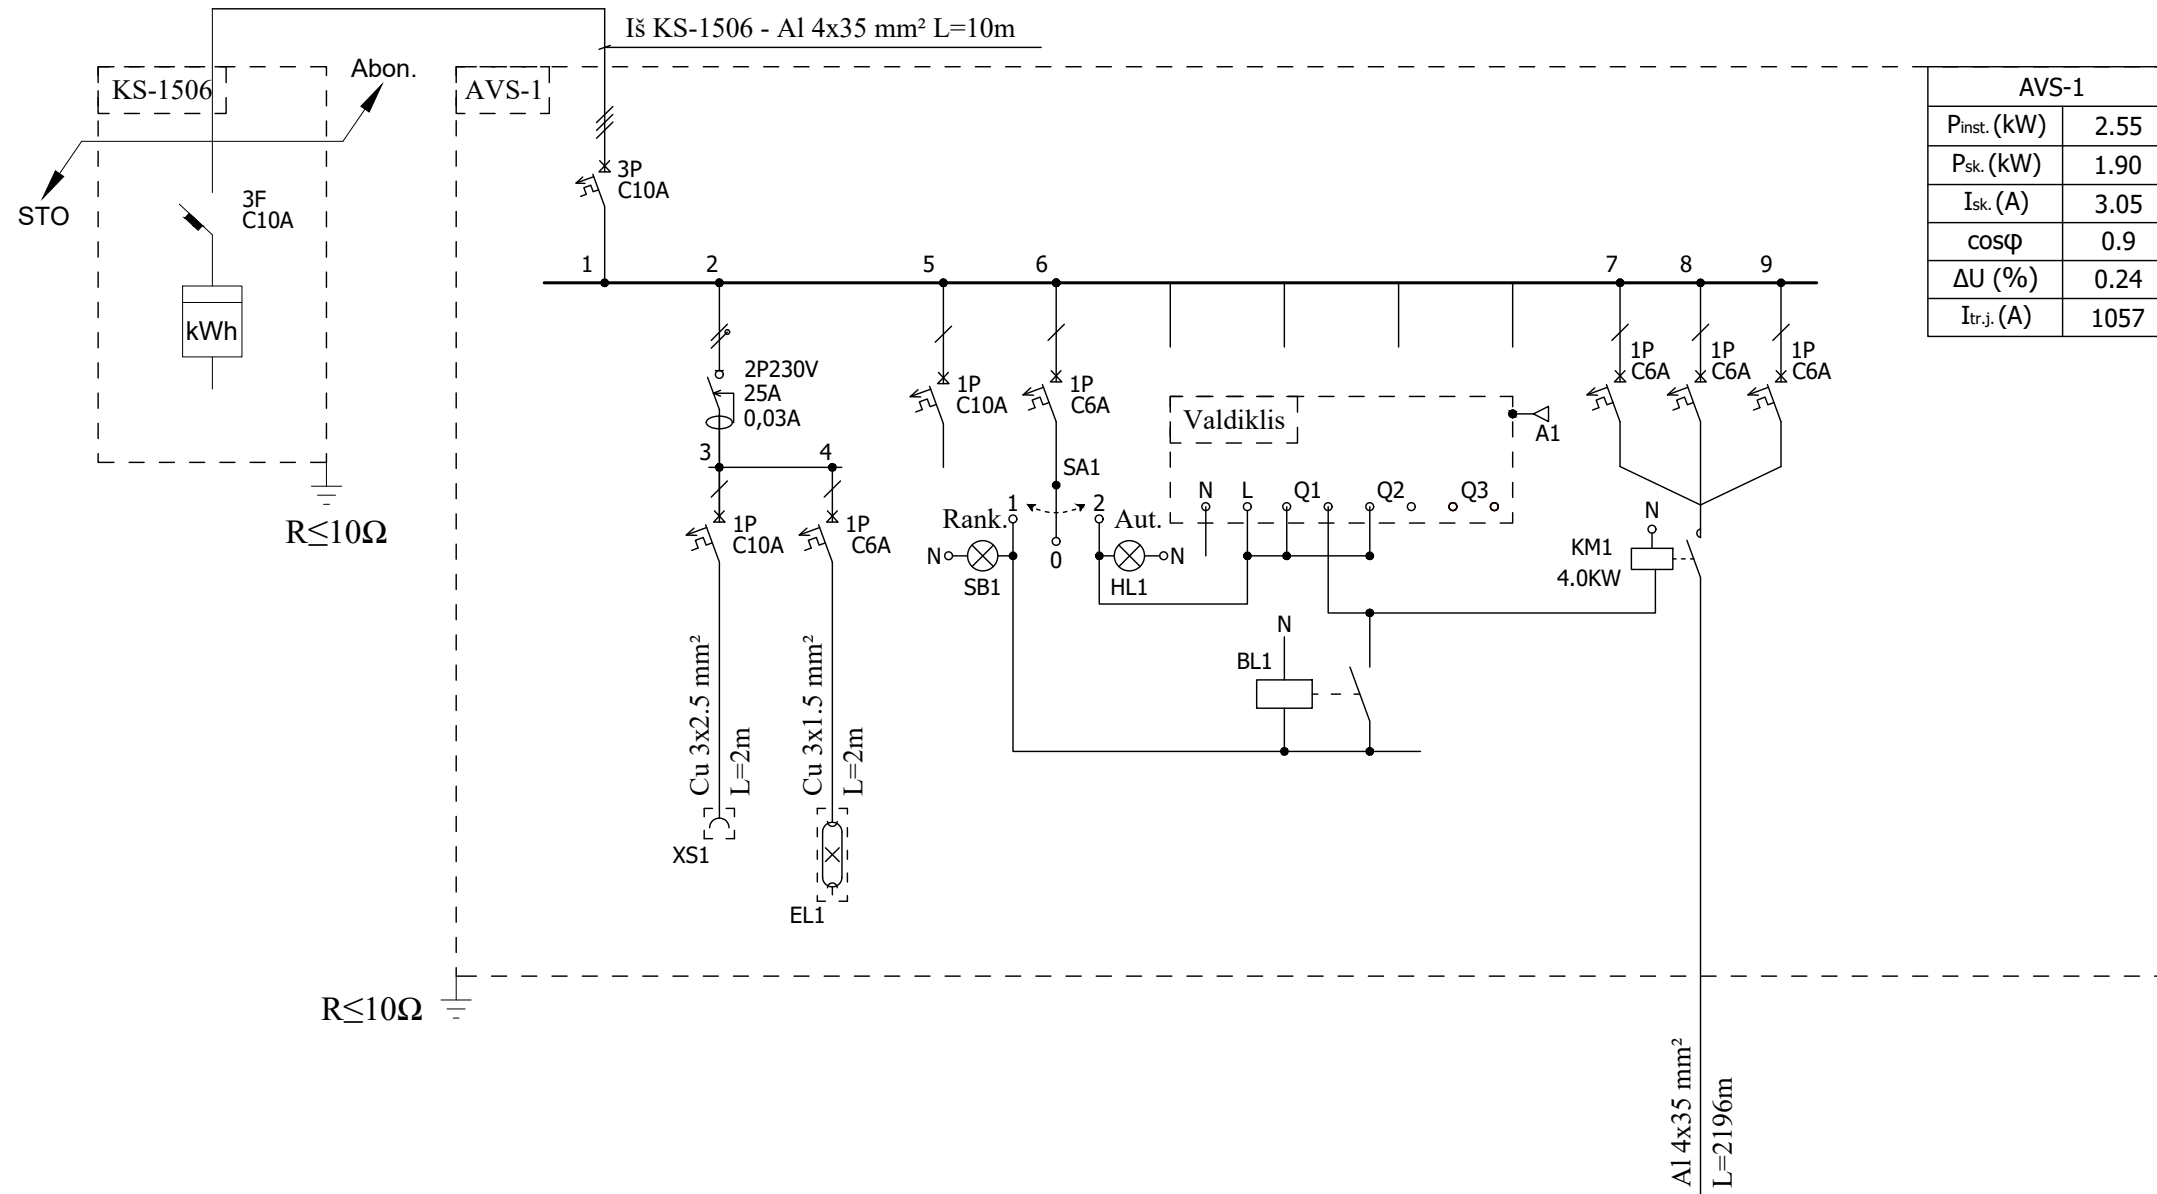 Iš KS-1506 - Al 4x35 mm² L=10m
KS-1506
Abon.
STO
3F
C10A
kWh
R≤10Ω
AVS-1
3P
C10A
AVS-1
Pinst. (kW) 2.55
Psk. (kW) 1.90
Isk. (A) 3.05
cosφ 0.9
ΔU (%) 0.24
Itr.j. (A) 1057
1 2 5 6 7 8 9
2P230V
25A
0,03A
3 4
1P
C10A
1P
C6A
Cu 3x2.5 mm²
L=2m
Cu 3x1.5 mm²
L=2m
XS1
EL1
1P
C10A
1P
C6A
SA1
1 2
Rank. Aut.
N 0 N
SB1 HL1
Valdiklis
A1
N L Q1 Q2 Q3
N
BL1
1P
C6A
1P
C6A
1P
C6A
N
KM1
4.0KW
R≤10Ω
Al 4x35 mm²
L=2196m